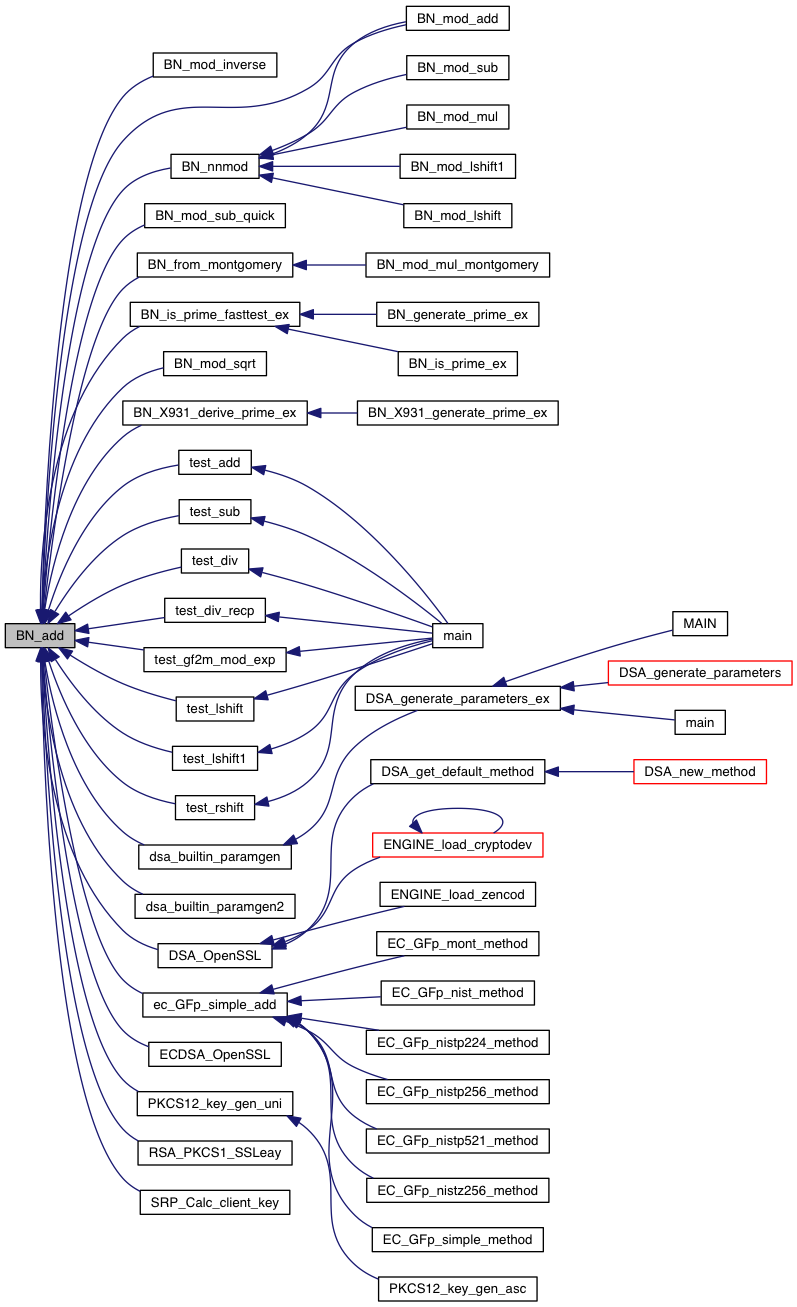 BN_mod_add
BN_mod_inverse
BN_mod_sub
BN_mod_mul
BN_nnmod
BN_mod_lshift1
BN_mod_sub_quick
BN_mod_lshift
BN_from_montgomery
BN_mod_mul_montgomery
BN_is_prime_fasttest_ex
BN_generate_prime_ex
BN_mod_sqrt
BN_is_prime_ex
BN_X931_derive_prime_ex
BN_X931_generate_prime_ex
test_add
test_sub
test_div
test_div_recp
BN_add
main
MAIN
test_gf2m_mod_exp
DSA_generate_parameters
test_lshift
DSA_generate_parameters_ex
main
test_lshift1
DSA_get_default_method
DSA_new_method
test_rshift
dsa_builtin_paramgen
ENGINE_load_cryptodev
dsa_builtin_paramgen2
ENGINE_load_zencod
DSA_OpenSSL
EC_GFp_mont_method
ec_GFp_simple_add
EC_GFp_nist_method
ECDSA_OpenSSL
EC_GFp_nistp224_method
PKCS12_key_gen_uni
EC_GFp_nistp256_method
RSA_PKCS1_SSLeay
EC_GFp_nistp521_method
SRP_Calc_client_key
EC_GFp_nistz256_method
EC_GFp_simple_method
PKCS12_key_gen_asc